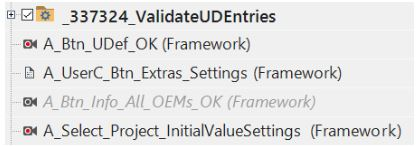 _337324_ValidateUDEntries
A_Btn_UDef_OK (Framework)
A_UserC_Btn_Extras_Settings (Framework)
A_Btn_Info_All_OEMs_OK (Framework)
A_Select_Project_InitialValueSettings (Framework)